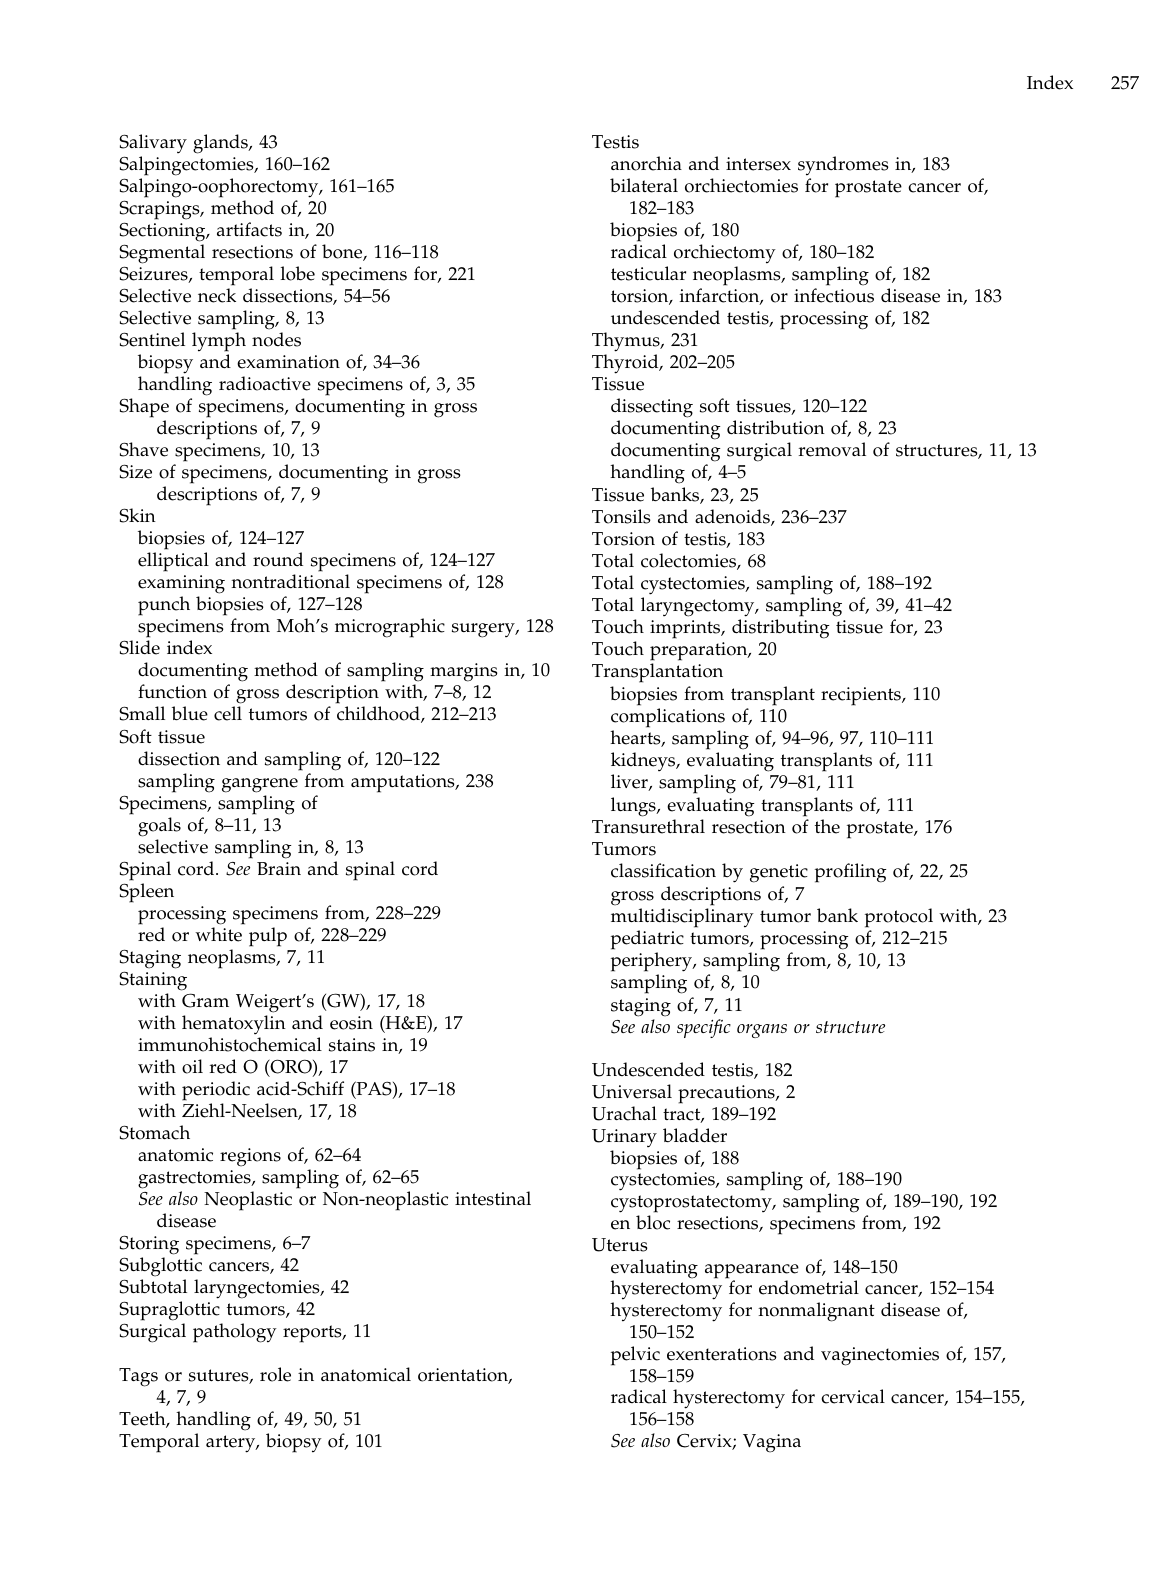 Index 257
Salivary glands, 43
Salpingectomies, 160–162
Salpingo-oophorectomy, 161–165
Scrapings, method of, 20
Sectioning, artifacts in, 20
Segmental resections of bone, 116–118
Seizures, temporal lobe specimens for, 221
Selective neck dissections, 54–56
Selective sampling, 8, 13
Sentinel lymph nodes
biopsy and examination of, 34–36
handling radioactive specimens of, 3, 35
Shape of specimens, documenting in gross
descriptions of, 7, 9
Shave specimens, 10, 13
Size of specimens, documenting in gross
descriptions of, 7, 9
Skin
biopsies of, 124–127
elliptical and round specimens of, 124–127
examining nontraditional specimens of, 128
punch biopsies of, 127–128
specimens from Moh's micrographic surgery, 128
Slide index
documenting method of sampling margins in, 10
function of gross description with, 7–8, 12
Small blue cell tumors of childhood, 212–213
Soft tissue
dissection and sampling of, 120–122
sampling gangrene from amputations, 238
Specimens, sampling of
goals of, 8–11, 13
selective sampling in, 8, 13
Spinal cord. See Brain and spinal cord
Spleen
processing specimens from, 228–229
red or white pulp of, 228–229
Staging neoplasms, 7, 11
Staining
with Gram Weigert's (GW), 17, 18
with hematoxylin and eosin (H&E), 17
immunohistochemical stains in, 19
with oil red O (ORO), 17
with periodic acid-Schiff (PAS), 17–18
with Ziehl-Neelsen, 17, 18
Stomach
anatomic regions of, 62–64
gastrectomies, sampling of, 62–65
See also Neoplastic or Non-neoplastic intestinal
disease
Storing specimens, 6–7
Subglottic cancers, 42
Subtotal laryngectomies, 42
Supraglottic tumors, 42
Surgical pathology reports, 11
Tags or sutures, role in anatomical orientation,
4, 7, 9
Teeth, handling of, 49, 50, 51
Temporal artery, biopsy of, 101
Testis
anorchia and intersex syndromes in, 183
bilateral orchiectomies for prostate cancer of,
182–183
biopsies of, 180
radical orchiectomy of, 180–182
testicular neoplasms, sampling of, 182
torsion, infarction, or infectious disease in, 183
undescended testis, processing of, 182
Thymus, 231
Thyroid, 202–205
Tissue
dissecting soft tissues, 120–122
documenting distribution of, 8, 23
documenting surgical removal of structures, 11, 13
handling of, 4–5
Tissue banks, 23, 25
Tonsils and adenoids, 236–237
Torsion of testis, 183
Total colectomies, 68
Total cystectomies, sampling of, 188–192
Total laryngectomy, sampling of, 39, 41–42
Touch imprints, distributing tissue for, 23
Touch preparation, 20
Transplantation
biopsies from transplant recipients, 110
complications of, 110
hearts, sampling of, 94–96, 97, 110–111
kidneys, evaluating transplants of, 111
liver, sampling of, 79–81, 111
lungs, evaluating transplants of, 111
Transurethral resection of the prostate, 176
Tumors
classification by genetic profiling of, 22, 25
gross descriptions of, 7
multidisciplinary tumor bank protocol with, 23
pediatric tumors, processing of, 212–215
periphery, sampling from, 8, 10, 13
sampling of, 8, 10
staging of, 7, 11
See also specific organs or structure
Undescended testis, 182
Universal precautions, 2
Urachal tract, 189–192
Urinary bladder
biopsies of, 188
cystectomies, sampling of, 188–190
cystoprostatectomy, sampling of, 189–190, 192
en bloc resections, specimens from, 192
Uterus
evaluating appearance of, 148–150
hysterectomy for endometrial cancer, 152–154
hysterectomy for nonmalignant disease of,
150–152
pelvic exenterations and vaginectomies of, 157,
158–159
radical hysterectomy for cervical cancer, 154–155,
156–158
See also Cervix; Vagina